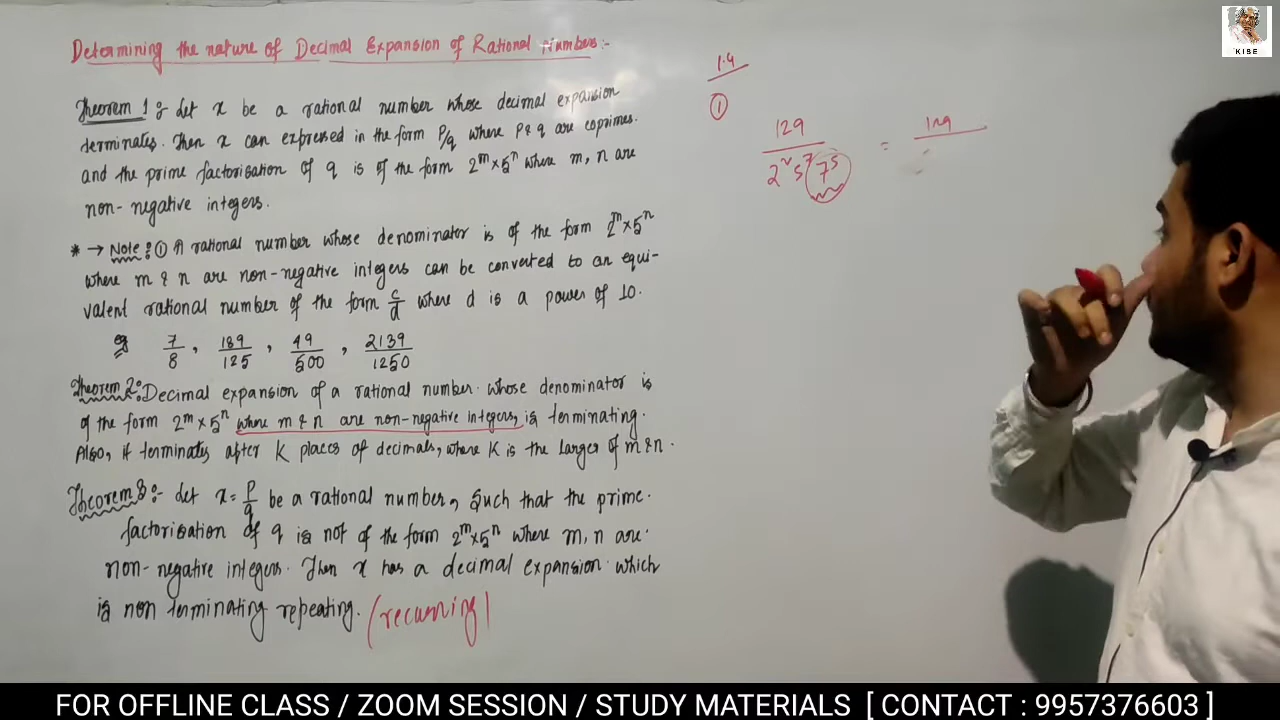 Determining the nature of Decimal Expansion of Rational Numbers:-
Theorem 1:- Let x be a rational number whose decimal expansion
terminates. Then x can expressed in the form P/q where P & q are coprimes.
and the prime factorisation of q is of the form 2^m × 5^n where m, n are
non-negative integers.
* → Note: ① A rational number whose denominator is of the form 2^m × 5^n
where m & n are non-negative integers can be converted to an equi-
valent rational number of the form c/d where d is a power of 10.
eg 7/8, 189/125, 49/500, 2139/1250
Theorem 2: Decimal expansion of a rational number whose denominator is
of the form 2^m × 5^n where m & n are non-negative integers, is terminating.
Also, it terminates after K places of decimals, where K is the larger of m & n.
Theorem 3:- Let x = P/q be a rational number, such that the prime
factorisation of q is not of the form 2^m × 5^n where m, n are
non-negative integers. Then x has a decimal expansion which
is non terminating repeating. (recurring)
1.4
①
129/2^2 5^7 7^5 = 129
KISE
FOR OFFLINE CLASS / ZOOM SESSION / STUDY MATERIALS [ CONTACT : 9957376603 ]